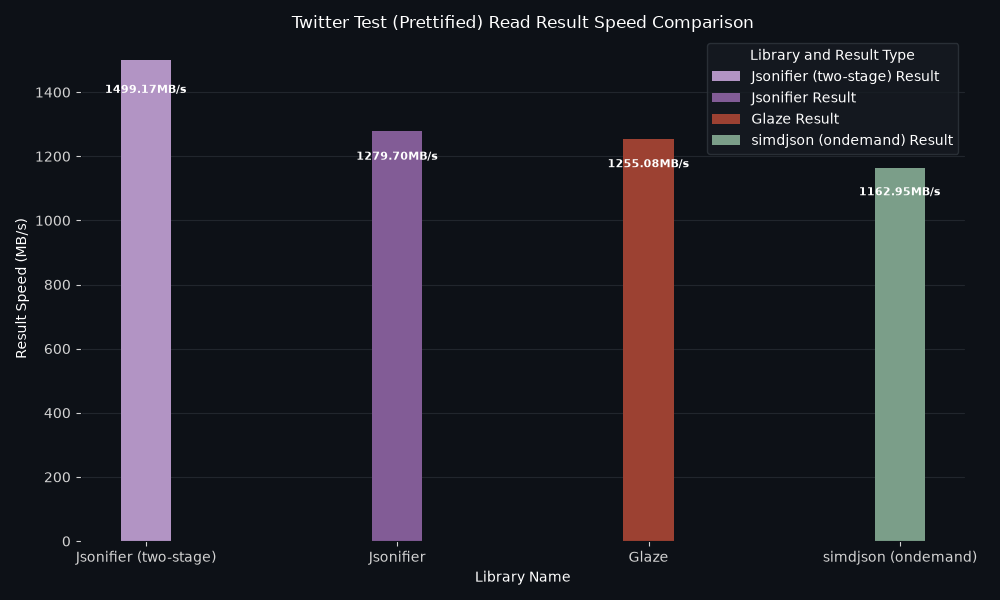 Twitter Test (Prettified) Read Result Speed Comparison
Library and Result Type
Jsonifier (two-stage) Result
Jsonifier Result
Glaze Result
simdjson (ondemand) Result
1499.17MB/s
1279.70MB/s
1255.08MB/s
1162.95MB/s
Result Speed (MB/s)
1400
1200
1000
800
600
400
200
0
Jsonifier (two-stage)
Jsonifier
Glaze
simdjson (ondemand)
Library Name